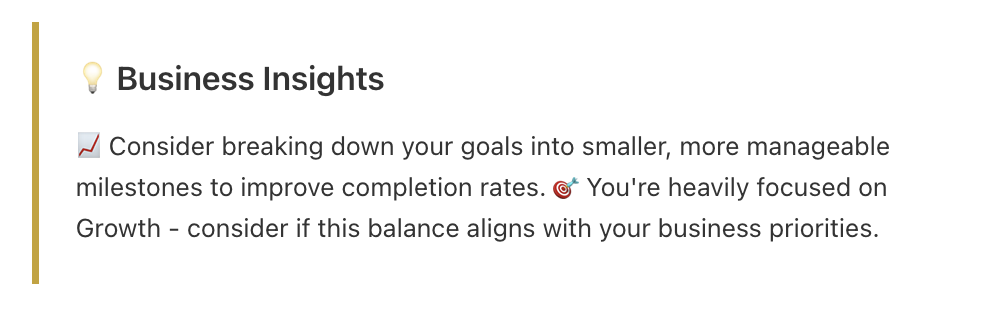 💡 Business Insights
📈 Consider breaking down your goals into smaller, more manageable
milestones to improve completion rates. 🎯 You're heavily focused on
Growth - consider if this balance aligns with your business priorities.